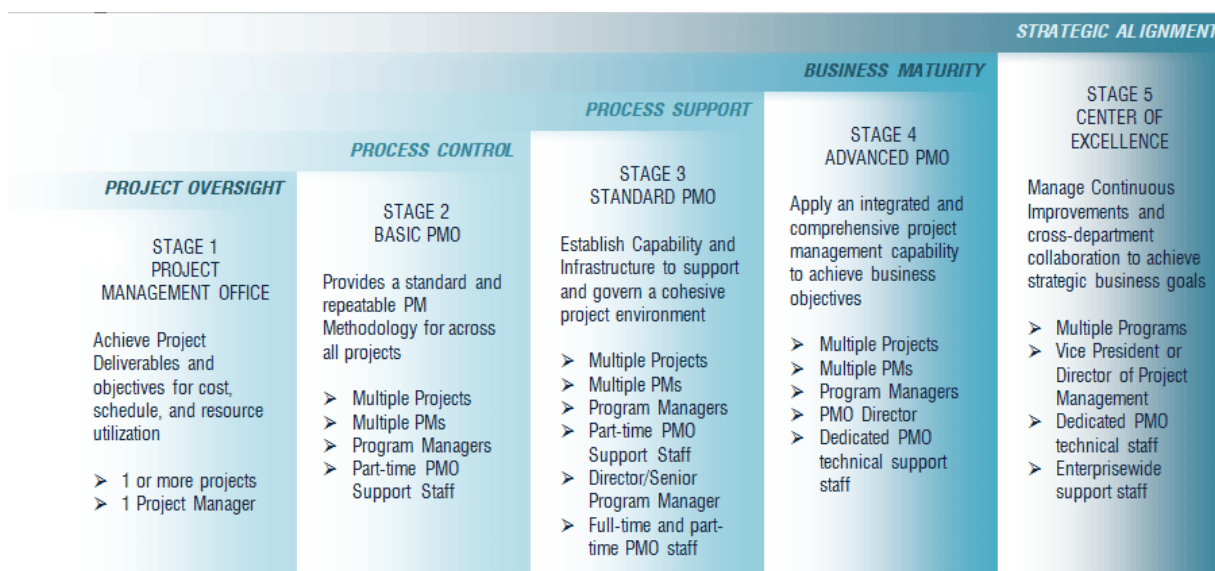 STRATEGIC ALIGNMENT
BUSINESS MATURITY
PROCESS SUPPORT
PROCESS CONTROL
PROJECT OVERSIGHT
STAGE 1
PROJECT
MANAGEMENT OFFICE
Achieve Project
Deliverables and
objectives for cost,
schedule, and resource
utilization
➢ 1 or more projects
➢ 1 Project Manager
STAGE 2
BASIC PMO
Provides a standard and
repeatable PM
Methodology for across
all projects
➢ Multiple Projects
➢ Multiple PMs
➢ Program Managers
➢ Part-time PMO
Support Staff
STAGE 3
STANDARD PMO
Establish Capability and
Infrastructure to support
and govern a cohesive
project environment
➢ Multiple Projects
➢ Multiple PMs
➢ Program Managers
➢ Part-time PMO
Support Staff
➢ Director/Senior
Program Manager
➢ Full-time and part-
time PMO staff
STAGE 4
ADVANCED PMO
Apply an integrated and
comprehensive project
management capability
to achieve business
objectives
➢ Multiple Projects
➢ Multiple PMs
➢ Program Managers
➢ PMO Director
➢ Dedicated PMO
technical support
staff
STAGE 5
CENTER OF
EXCELLENCE
Manage Continuous
Improvements and
cross-department
collaboration to achieve
strategic business goals
➢ Multiple Programs
➢ Vice President or
Director of Project
Management
➢ Dedicated PMO
technical staff
➢ Enterprisewide
support staff